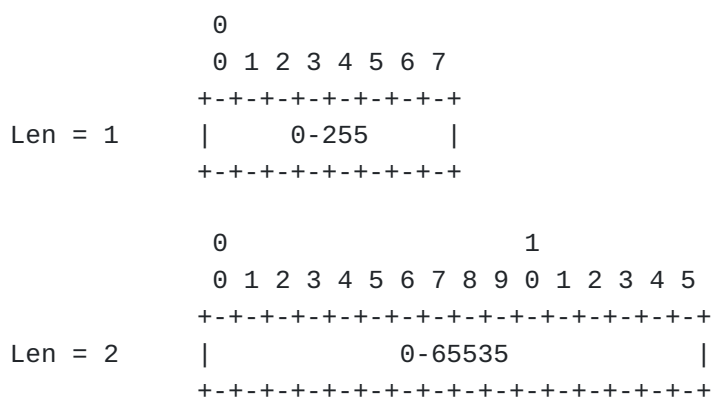 0
0 1 2 3 4 5 6 7
+-+-+-+-+-+-+-+-+
Len = 1 | 0-255 |
+-+-+-+-+-+-+-+-+
0 1
0 1 2 3 4 5 6 7 8 9 0 1 2 3 4 5
+-+-+-+-+-+-+-+-+-+-+-+-+-+-+-+-+
Len = 2 | 0-65535 |
+-+-+-+-+-+-+-+-+-+-+-+-+-+-+-+-+